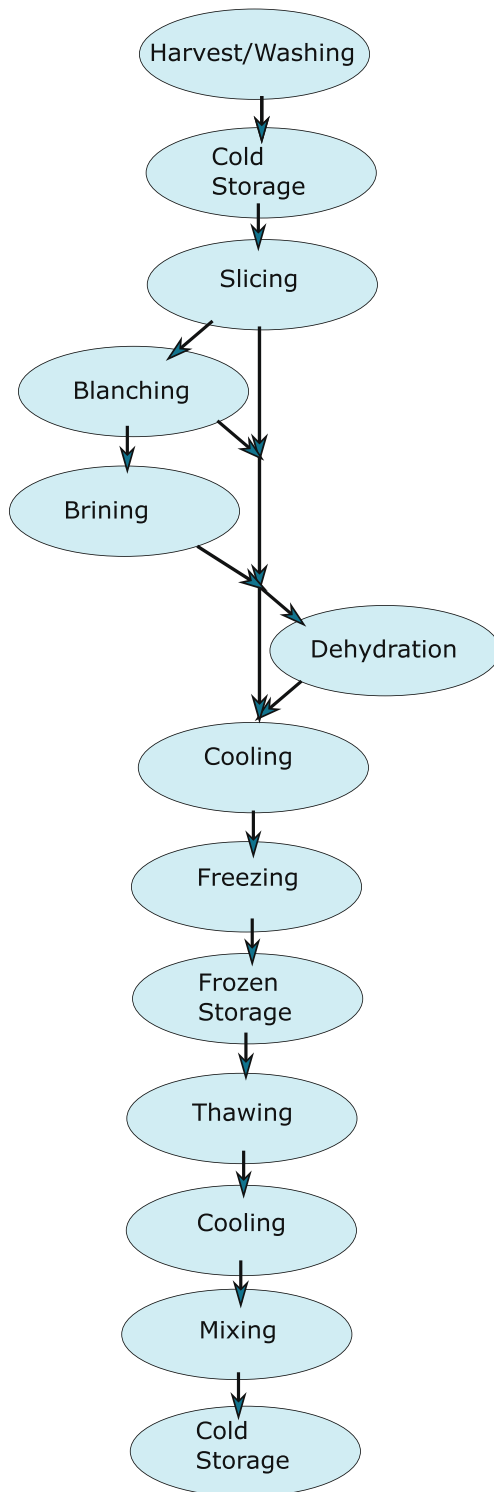 Harvest/Washing
Cold
Storage
Slicing
Blanching
Brining
Dehydration
Cooling
Freezing
Frozen
Storage
Thawing
Cooling
Mixing
Cold
Storage